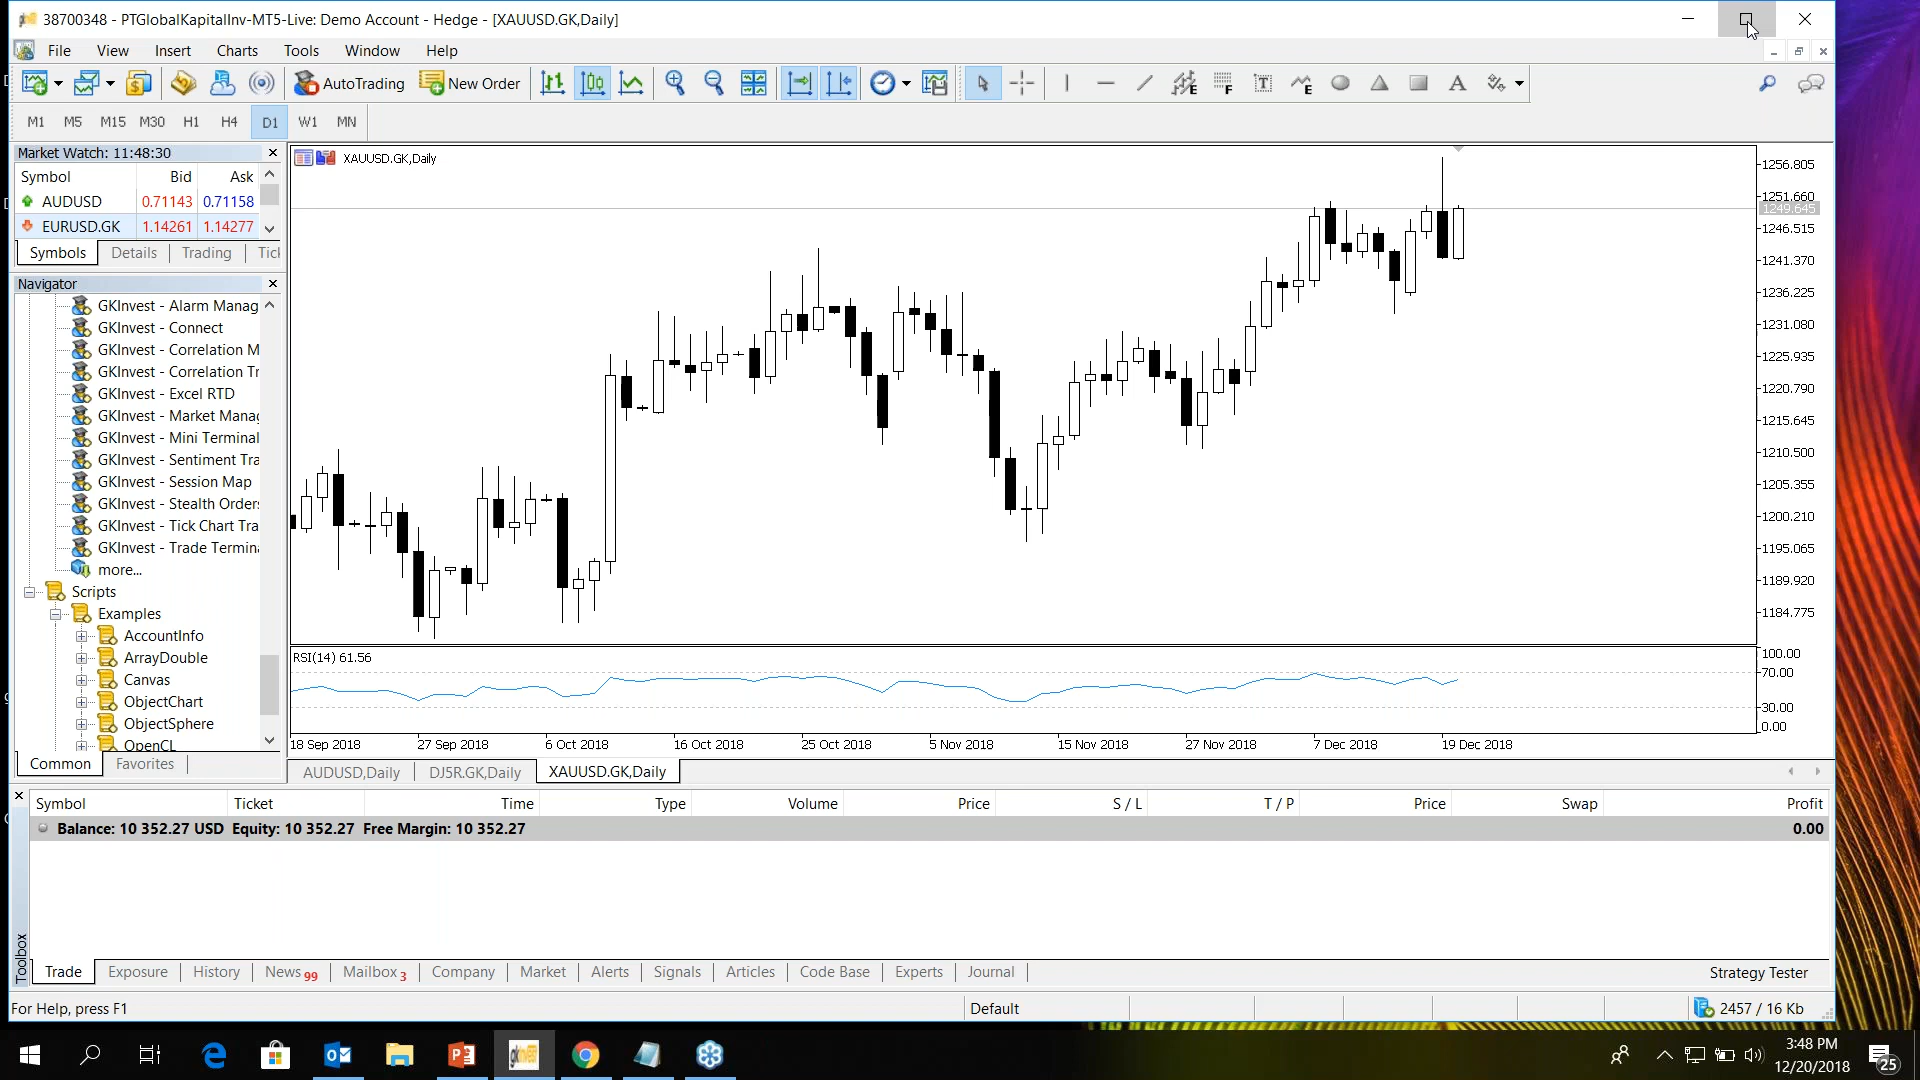 38700348 - PTGlobalKapitalInv-MT5-Live: Demo Account - Hedge - [XAUUSD.GK,Daily]
File View Insert Charts Tools Window Help
AutoTrading New Order
M1 M5 M15 M30 H1 H4 D1 W1 MN
Market Watch: 11:48:30
Symbol Bid Ask
AUDUSD 0.71143 0.71158
EURUSD.GK 1.14261 1.14277
Symbols Details Trading Tick
Navigator
GKInvest - Alarm Manag
GKInvest - Connect
GKInvest - Correlation M
GKInvest - Correlation Tr
GKInvest - Excel RTD
GKInvest - Market Manag
GKInvest - Mini Terminal
GKInvest - Sentiment Tra
GKInvest - Session Map
GKInvest - Stealth Orders
GKInvest - Tick Chart Tra
GKInvest - Trade Termina
more...
Scripts
Examples
AccountInfo
ArrayDouble
Canvas
ObjectChart
ObjectSphere
OpenCL
Common Favorites
XAUUSD.GK,Daily
1256.805
1251.660
1249.645
1246.515
1241.370
1236.225
1231.080
1225.935
1220.790
1215.645
1210.500
1205.355
1200.210
1195.065
1189.920
1184.775
RSI(14) 61.56
100.00
70.00
30.00
0.00
18 Sep 2018 27 Sep 2018 6 Oct 2018 16 Oct 2018 25 Oct 2018 5 Nov 2018 15 Nov 2018 27 Nov 2018 7 Dec 2018 19 Dec 2018
AUDUSD,Daily DJ5R.GK,Daily XAUUSD.GK,Daily
Symbol Ticket Time Type Volume Price S / L T / P Price Swap Profit
Balance: 10 352.27 USD Equity: 10 352.27 Free Margin: 10 352.27 0.00
Toolbox
Trade Exposure History News 99 Mailbox 3 Company Market Alerts Signals Articles Code Base Experts Journal Strategy Tester
For Help, press F1 Default 2457 / 16 Kb
3:48 PM
12/20/2018
25